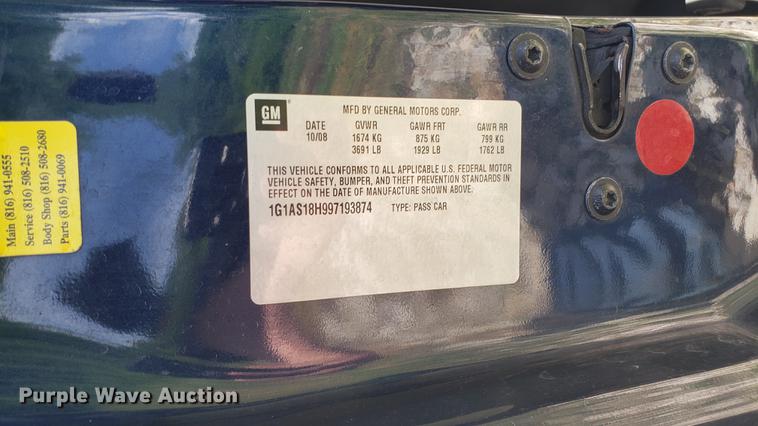 Main (816) 941-0555
Service (816) 508-2510
Body Shop (816) 508-2680
Parts (816) 941-0069
GM
MFD BY GENERAL MOTORS CORP.
DATE GVWR GAWR FRT GAWR RR
10/08 1674 KG 875 KG 799 KG
3691 LB 1929 LB 1762 LB
THIS VEHICLE CONFORMS TO ALL APPLICABLE U.S. FEDERAL MOTOR
VEHICLE SAFETY, BUMPER, AND THEFT PREVENTION STANDARDS IN
EFFECT ON THE DATE OF MANUFACTURE SHOWN ABOVE.
1G1AS18H997193874 TYPE: PASS CAR
Purple Wave Auction